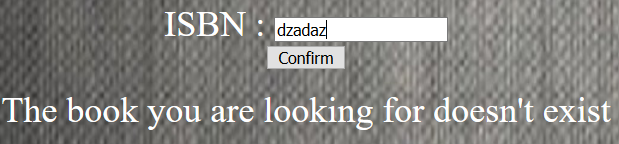 ISBN : dzadaz
Confirm
The book you are looking for doesn't exist